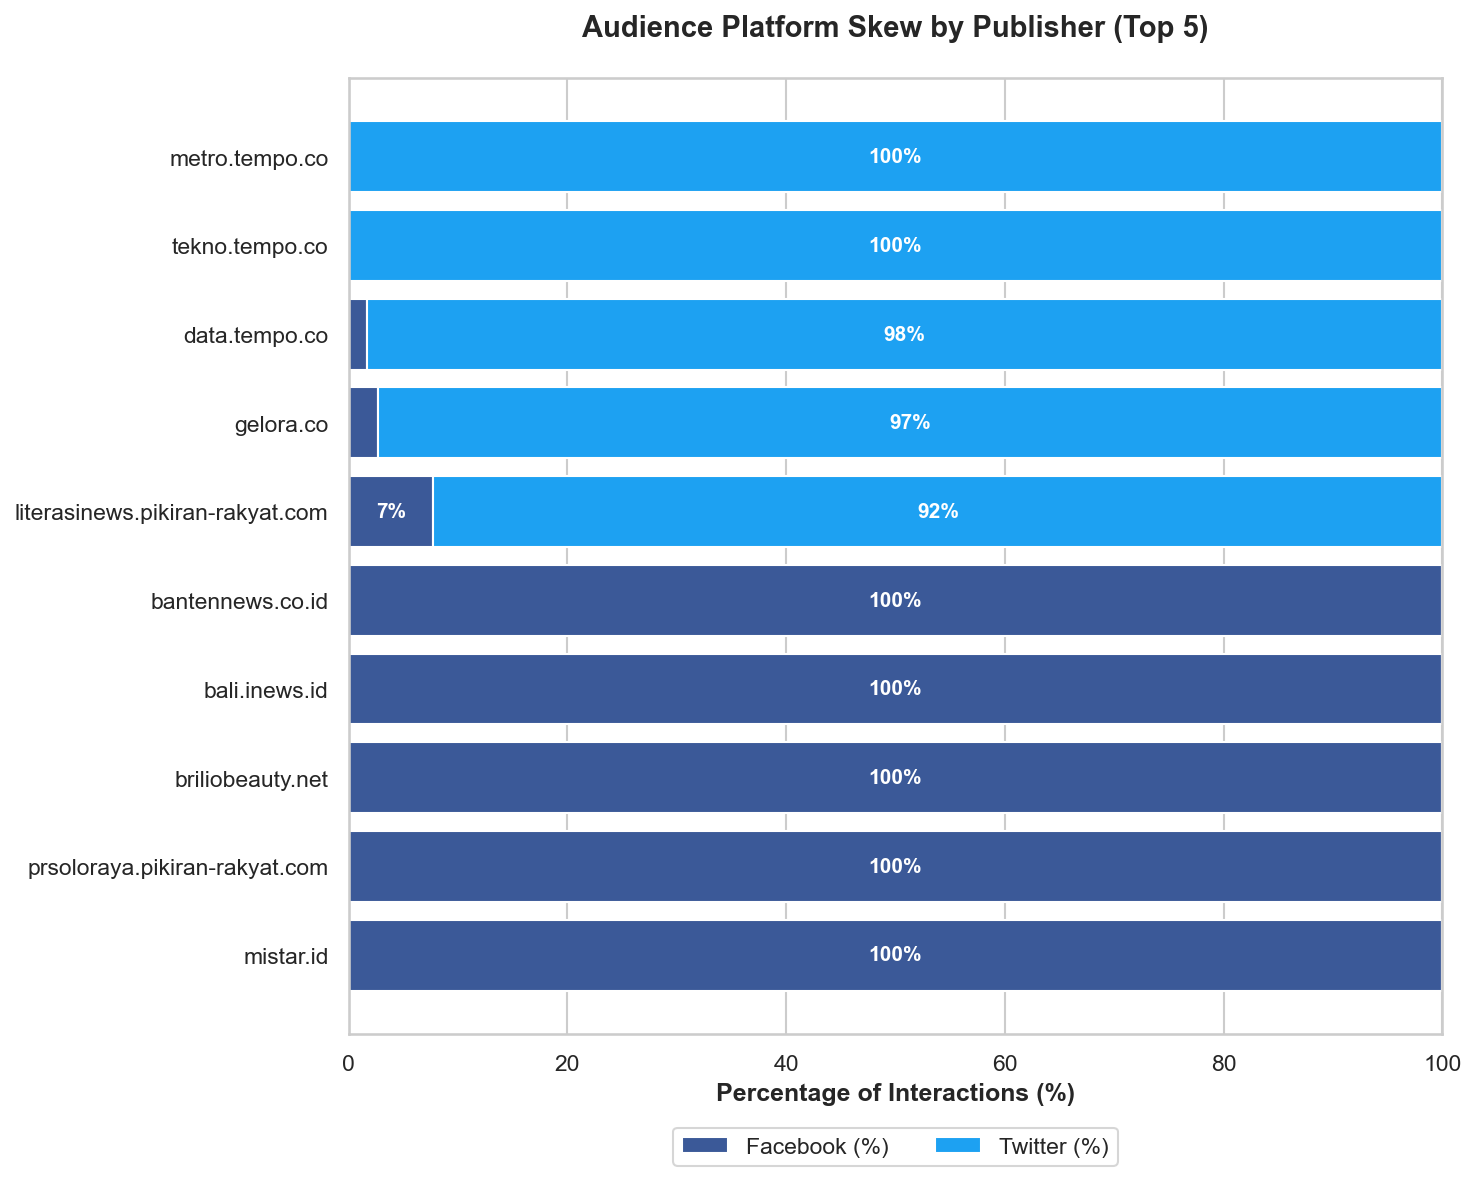 Audience Platform Skew by Publisher (Top 5)
metro.tempo.co
100%
tekno.tempo.co
100%
data.tempo.co
98%
gelora.co
97%
literasinews.pikiran-rakyat.com
7%
92%
bantennews.co.id
100%
bali.inews.id
100%
briliobeauty.net
100%
prsoloraya.pikiran-rakyat.com
100%
mistar.id
100%
0 20 40 60 80 100
Percentage of Interactions (%)
Facebook (%) Twitter (%)